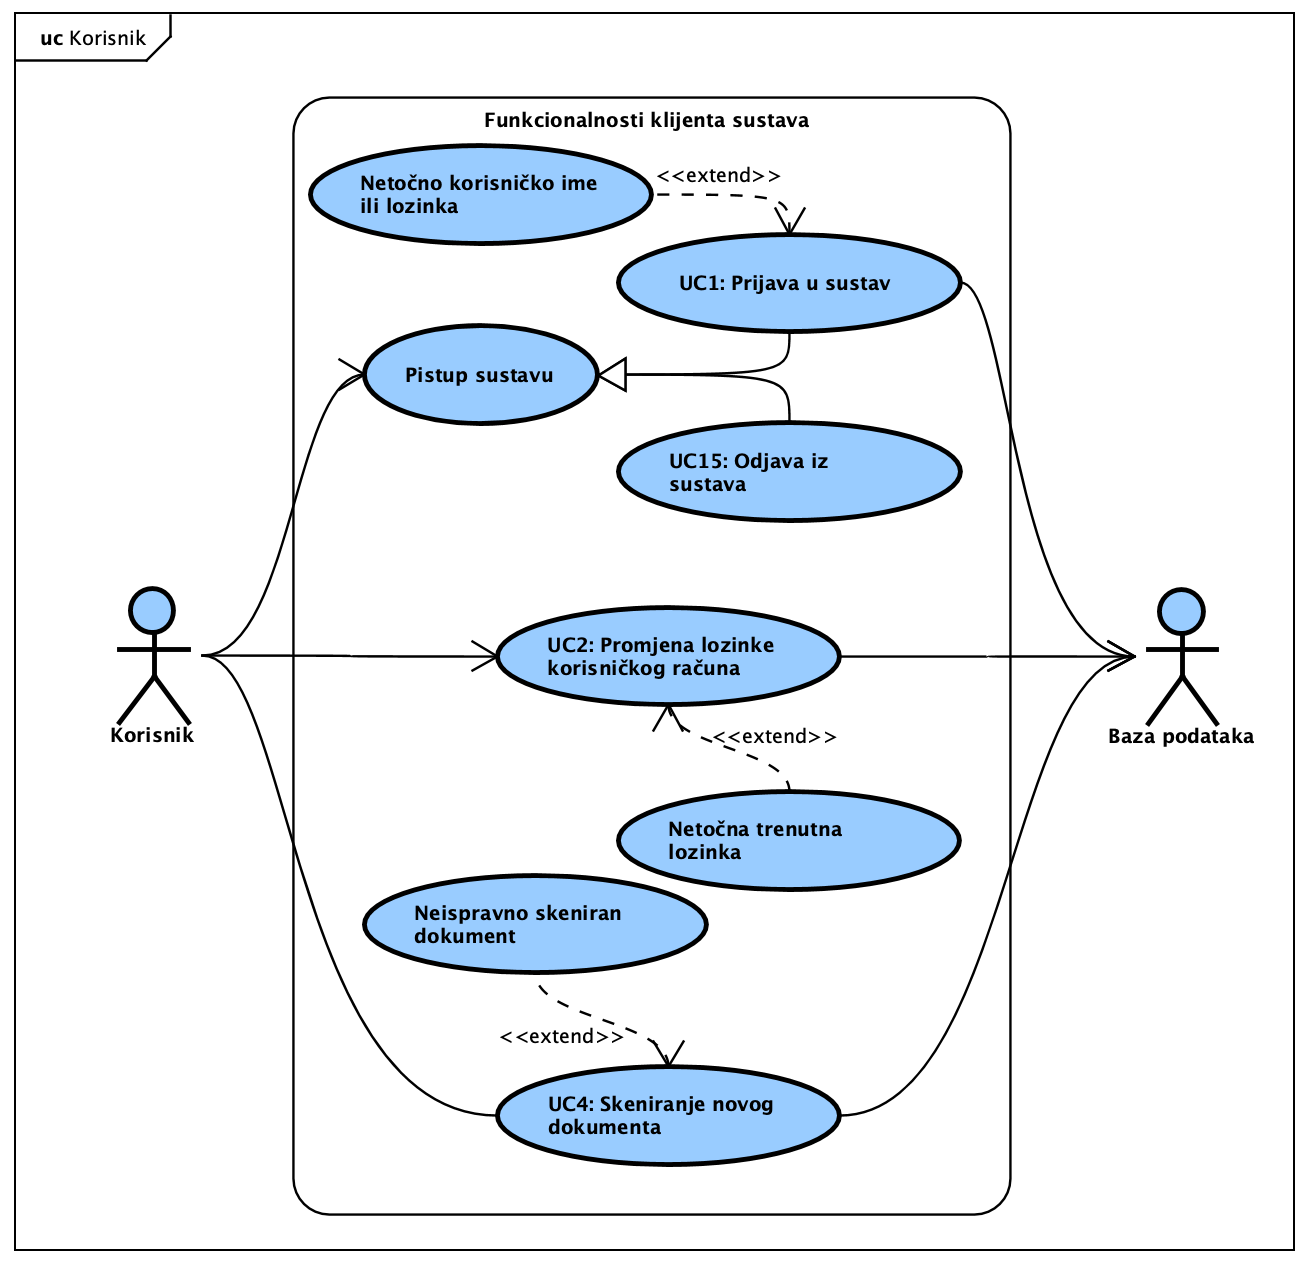 uc Korisnik
Funkcionalnosti klijenta sustava
Netočno korisničko ime
ili lozinka
<<extend>>
UC1: Prijava u sustav
Pistup sustavu
UC15: Odjava iz
sustava
UC2: Promjena lozinke
korisničkog računa
Korisnik
Baza podataka
<<extend>>
Netočna trenutna
lozinka
Neispravno skeniran
dokument
<<extend>>
UC4: Skeniranje novog
dokumenta